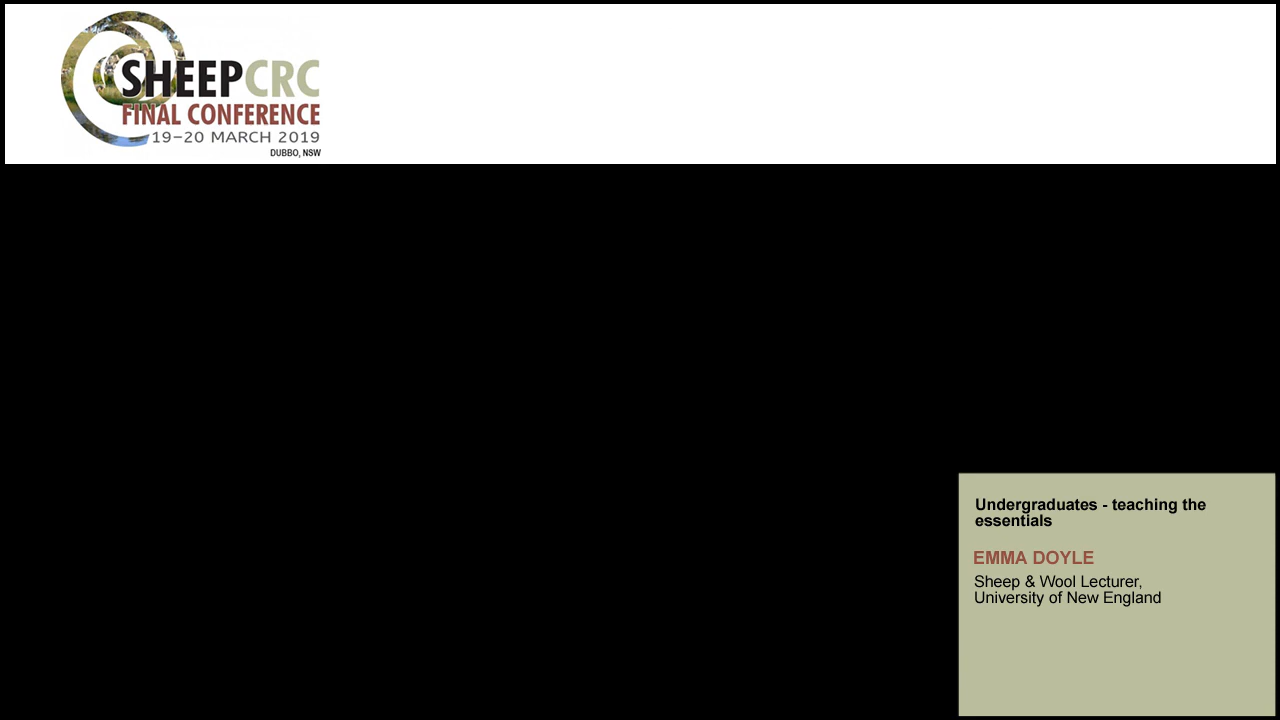 SHEEPCRC
FINAL CONFERENCE
19–20 MARCH 2019
DUBBO, NSW
Undergraduates - teaching the
essentials
EMMA DOYLE
Sheep & Wool Lecturer,
University of New England